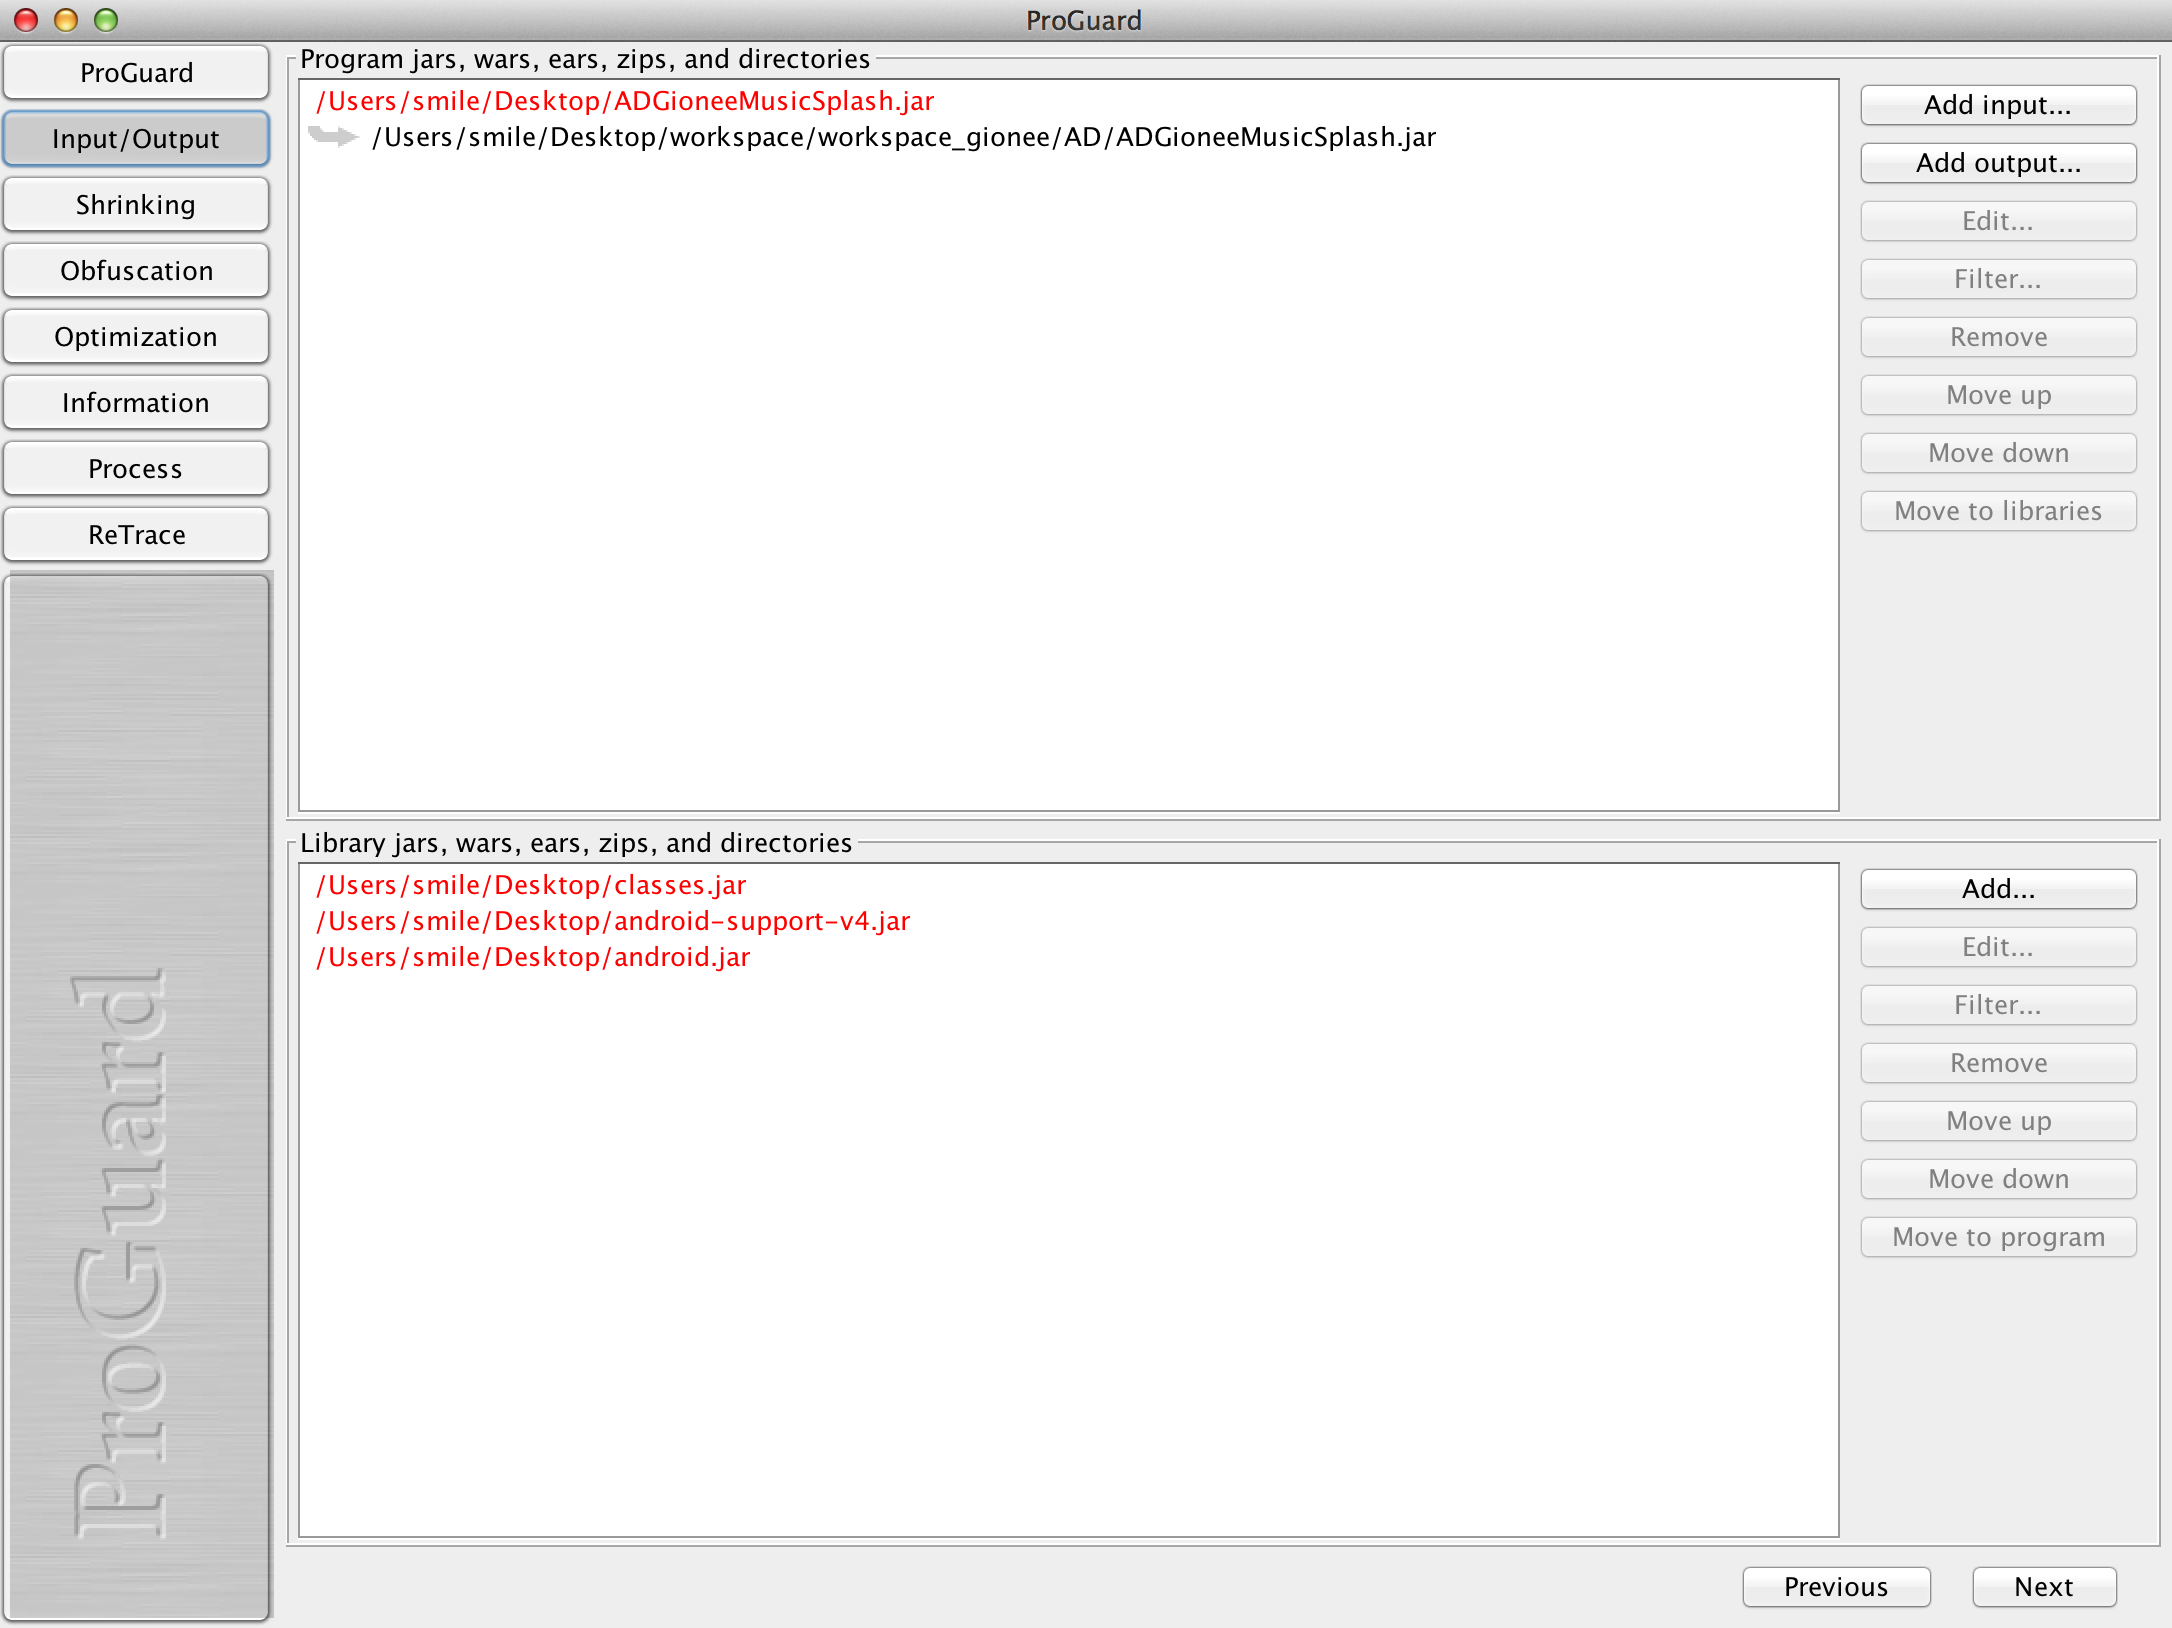 ProGuard
ProGuard
Input/Output
Shrinking
Obfuscation
Optimization
Information
Process
ReTrace
ProGuard
Program jars, wars, ears, zips, and directories
/Users/smile/Desktop/ADGioneeMusicSplash.jar
/Users/smile/Desktop/workspace/workspace_gionee/AD/ADGioneeMusicSplash.jar
Add input...
Add output...
Edit...
Filter...
Remove
Move up
Move down
Move to libraries
Library jars, wars, ears, zips, and directories
/Users/smile/Desktop/classes.jar
/Users/smile/Desktop/android-support-v4.jar
/Users/smile/Desktop/android.jar
Add...
Edit...
Filter...
Remove
Move up
Move down
Move to program
Previous
Next